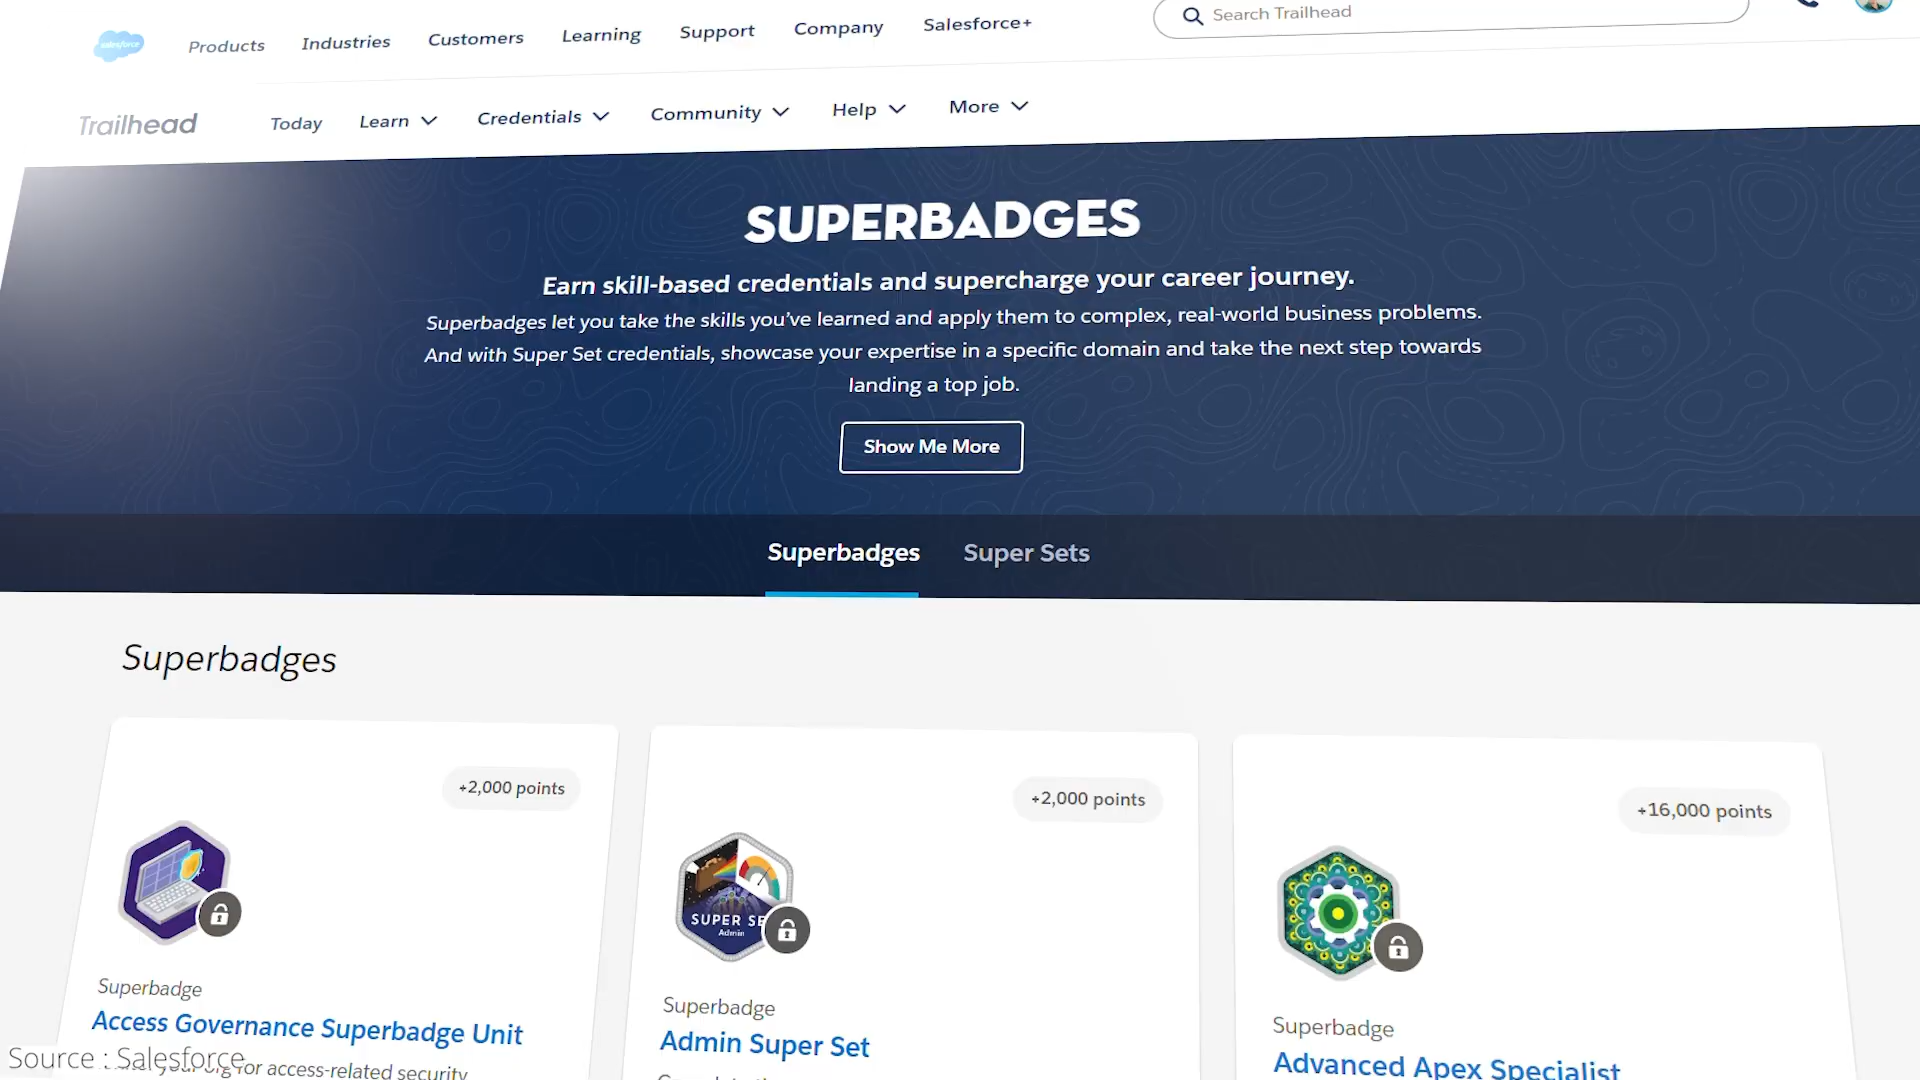 salesforce
Products
Industries
Customers
Learning
Support
Company
Salesforce+
Search Trailhead
Trailhead
Today
Learn
Credentials
Community
Help
More
SUPERBADGES
Earn skill-based credentials and supercharge your career journey.
Superbadges let you take the skills you've learned and apply them to complex, real-world business problems.
And with Super Set credentials, showcase your expertise in a specific domain and take the next step towards
landing a top job.
Show Me More
Superbadges
Super Sets
Superbadges
+2,000 points
Superbadge
Access Governance Superbadge Unit
for access-related security
+2,000 points
SUPER SE
Admin
Superbadge
Admin Super Set
+16,000 points
Superbadge
Advanced Apex Specialist
Source : Salesforce